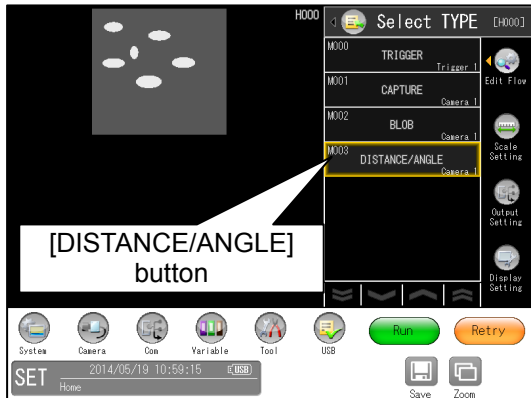 H000
Select TYPE
[H000]
M000
TRIGGER
Trigger 1
M001
CAPTURE
Camera 1
M002
BLOB
Camera 1
M003
DISTANCE/ANGLE
Camera 1
Edit Flow
Scale
Setting
Output
Setting
Display
Setting
[DISTANCE/ANGLE]
button
System
Camera
Com
Variable
Tool
USB
Run
Retry
SET
2014/05/19 10:59:15
USB
Home
Save
Zoom